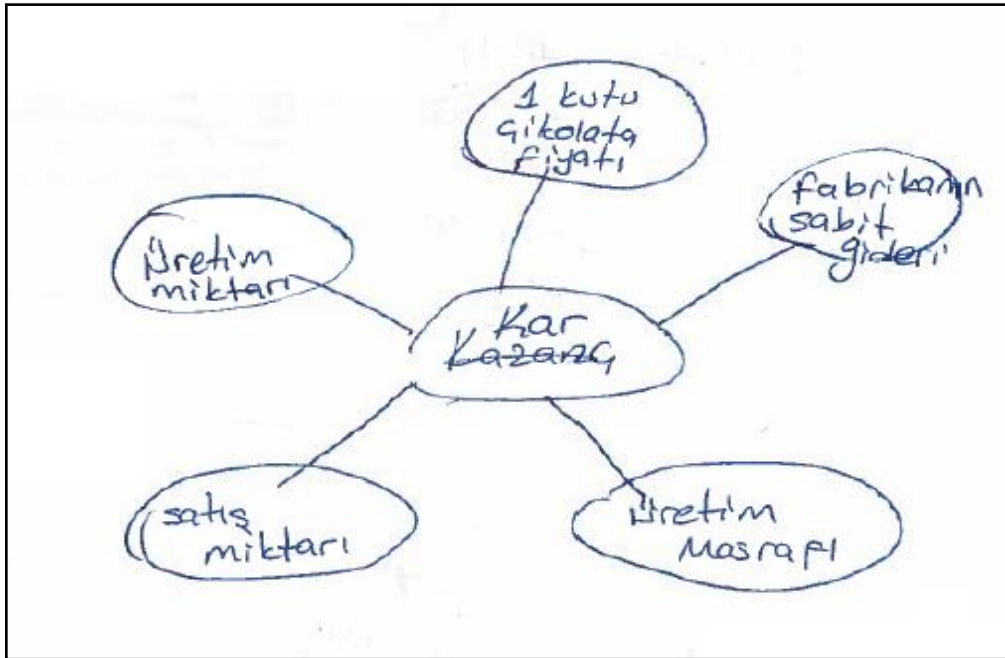 1 kutu
çikolata
fiyatı
fabrikanın
sabit
gideri
Üretim
miktarı
Kar
Kazanç
satış
miktarı
Üretim
Masrafı